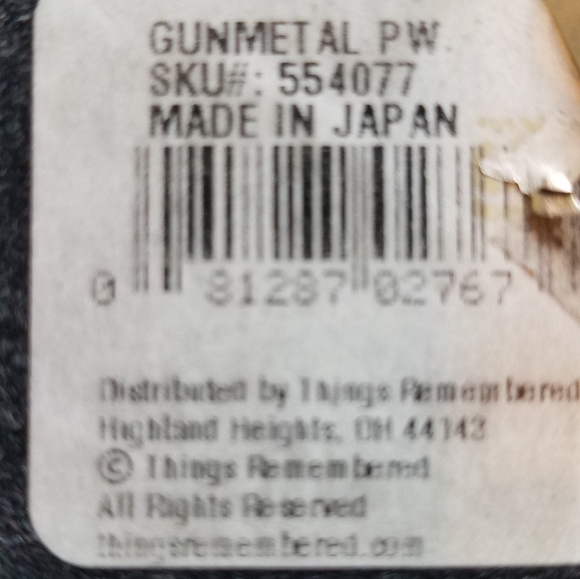 GUNMETAL PW.
SKU#: 554077
MADE IN JAPAN
0 81287 02767
Distributed by Things Remembered
Highland Heights, OH 44143
© Things Remembered
All Rights Reserved
thingsremembered.com